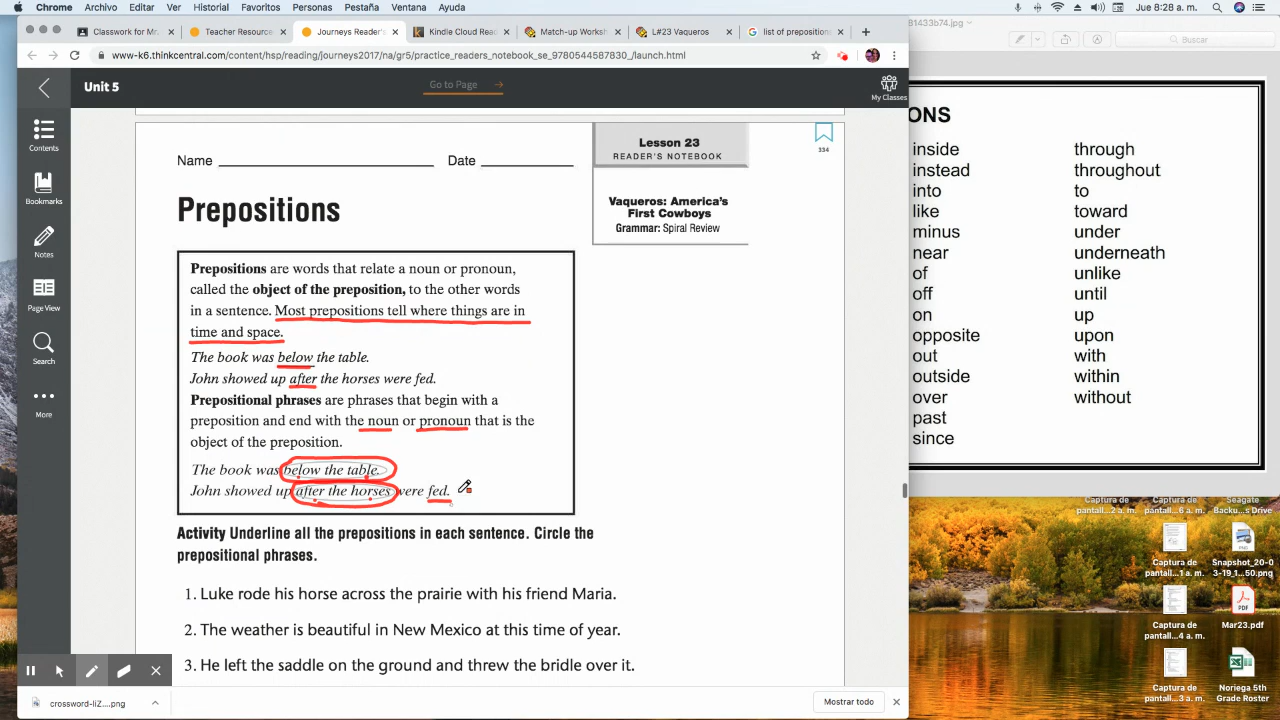 Chrome Archivo Editar Ver Historial Favoritos Personas Pestaña Ventana Ayuda
Jue 8:28 a. m.
Classwork for Mr.
Teacher Resource
Journeys Reader's
Kindle Cloud Rea
Match-up Worksh
L#23 Vaqueros
list of preposition
81433b74.jpg
www-k6.thinkcentral.com/content/hsp/reading/journeys2017/na/gr5/practice_readers_notebook_se_9780544587830_/launch.html
Buscar
Unit 5
Go to Page
My Classes
Contents
Bookmarks
Notes
Page View
Search
More
334
Name Date
Lesson 23
READER'S NOTEBOOK
Vaqueros: America's
First Cowboys
Grammar: Spiral Review
Prepositions
Prepositions are words that relate a noun or pronoun,
called the object of the preposition, to the other words
in a sentence. Most prepositions tell where things are in
time and space.
The book was below the table.
John showed up after the horses were fed.
Prepositional phrases are phrases that begin with a
preposition and end with the noun or pronoun that is the
object of the preposition.
The book was below the table.
John showed up after the horses were fed.
Activity Underline all the prepositions in each sentence. Circle the
prepositional phrases.
1. Luke rode his horse across the prairie with his friend Maria.
2. The weather is beautiful in New Mexico at this time of year.
3. He left the saddle on the ground and threw the bridle over it.
crossword-liZ....png
Mostrar todo
ONS
inside through
instead throughout
into to
like toward
minus under
near underneath
of unlike
off until
on up
opposite upon
out with
outside within
over without
past
since
Captura de
pantall...2 a. m.
Captura de
pantall...6 a. m.
Seagate
Backu...s Drive
Captura de
pantall...1 a. m.
Snapshot_20-0
3-19_1...50.png
Captura de
pantall...4 a. m.
Mar23.pdf
Captura de
pantall...3 a. m.
Noriega 5th
Grade Roster